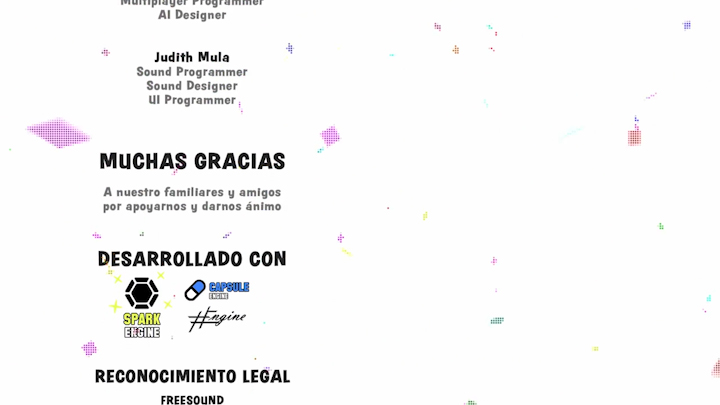 Multiplayer Programmer
AI Designer
Judith Mula
Sound Programmer
Sound Designer
UI Programmer
MUCHAS GRACIAS
A nuestro familiares y amigos
por apoyarnos y darnos ánimo
DESARROLLADO CON
SPARK
ENGINE
CAPSULE
ENGINE
#Engine
RECONOCIMIENTO LEGAL
FREESOUND